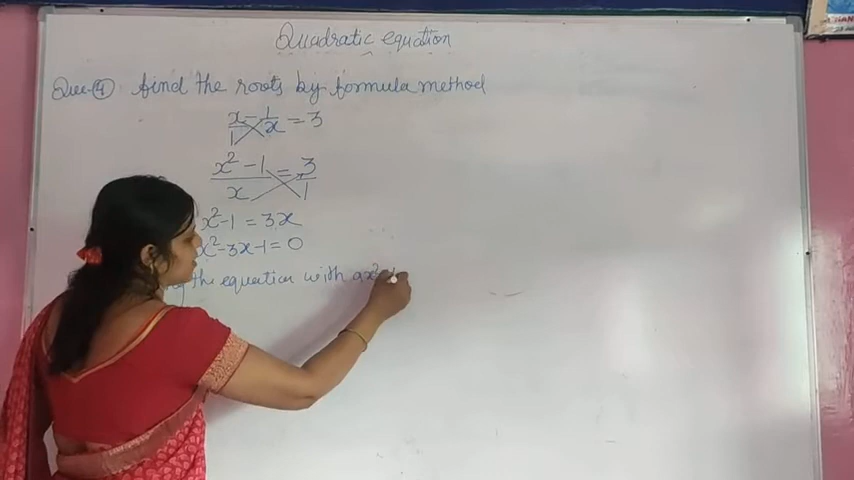 Quadratic equation
Que-4 find the roots by formula method
x/1 - 1/x = 3
x² - 1 / x = 3/1
x² - 1 = 3x
x² - 3x - 1 = 0
the equation with ax²